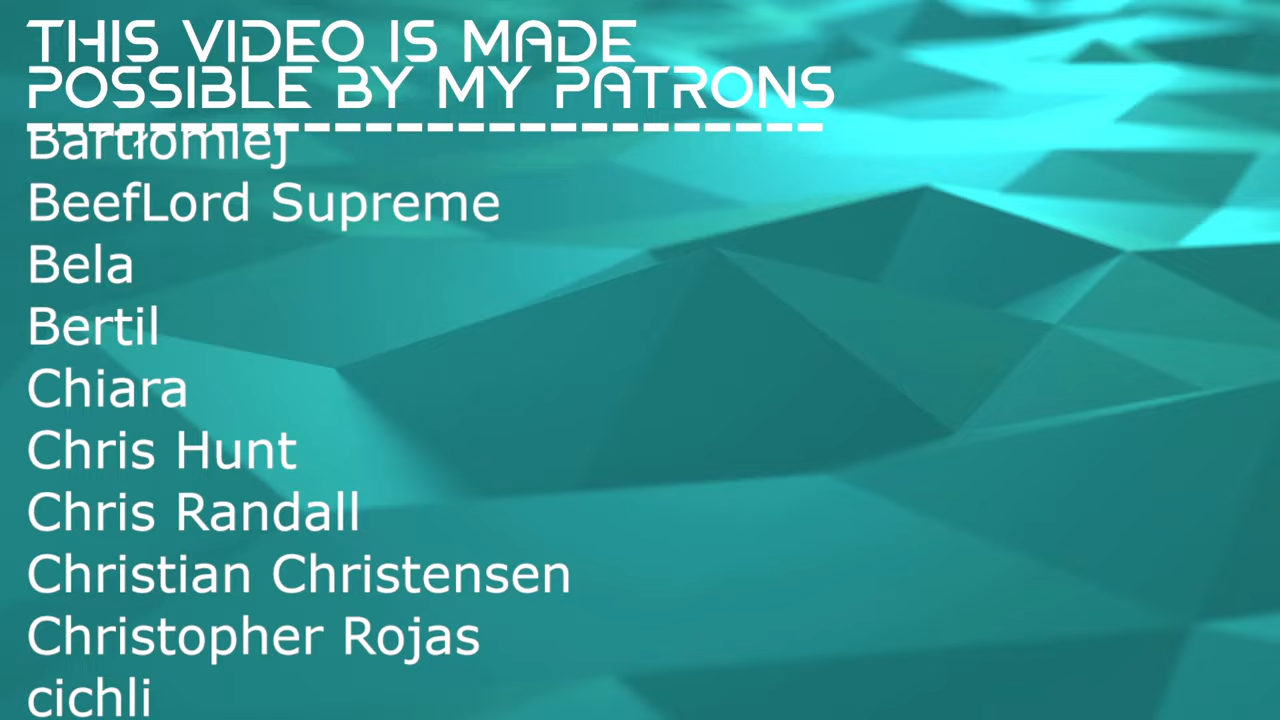 THIS VIDEO IS MADE
POSSIBLE BY MY PATRONS
--------------------------
Bartłomiej
BeefLord Supreme
Bela
Bertil
Chiara
Chris Hunt
Chris Randall
Christian Christensen
Christopher Rojas
cichli